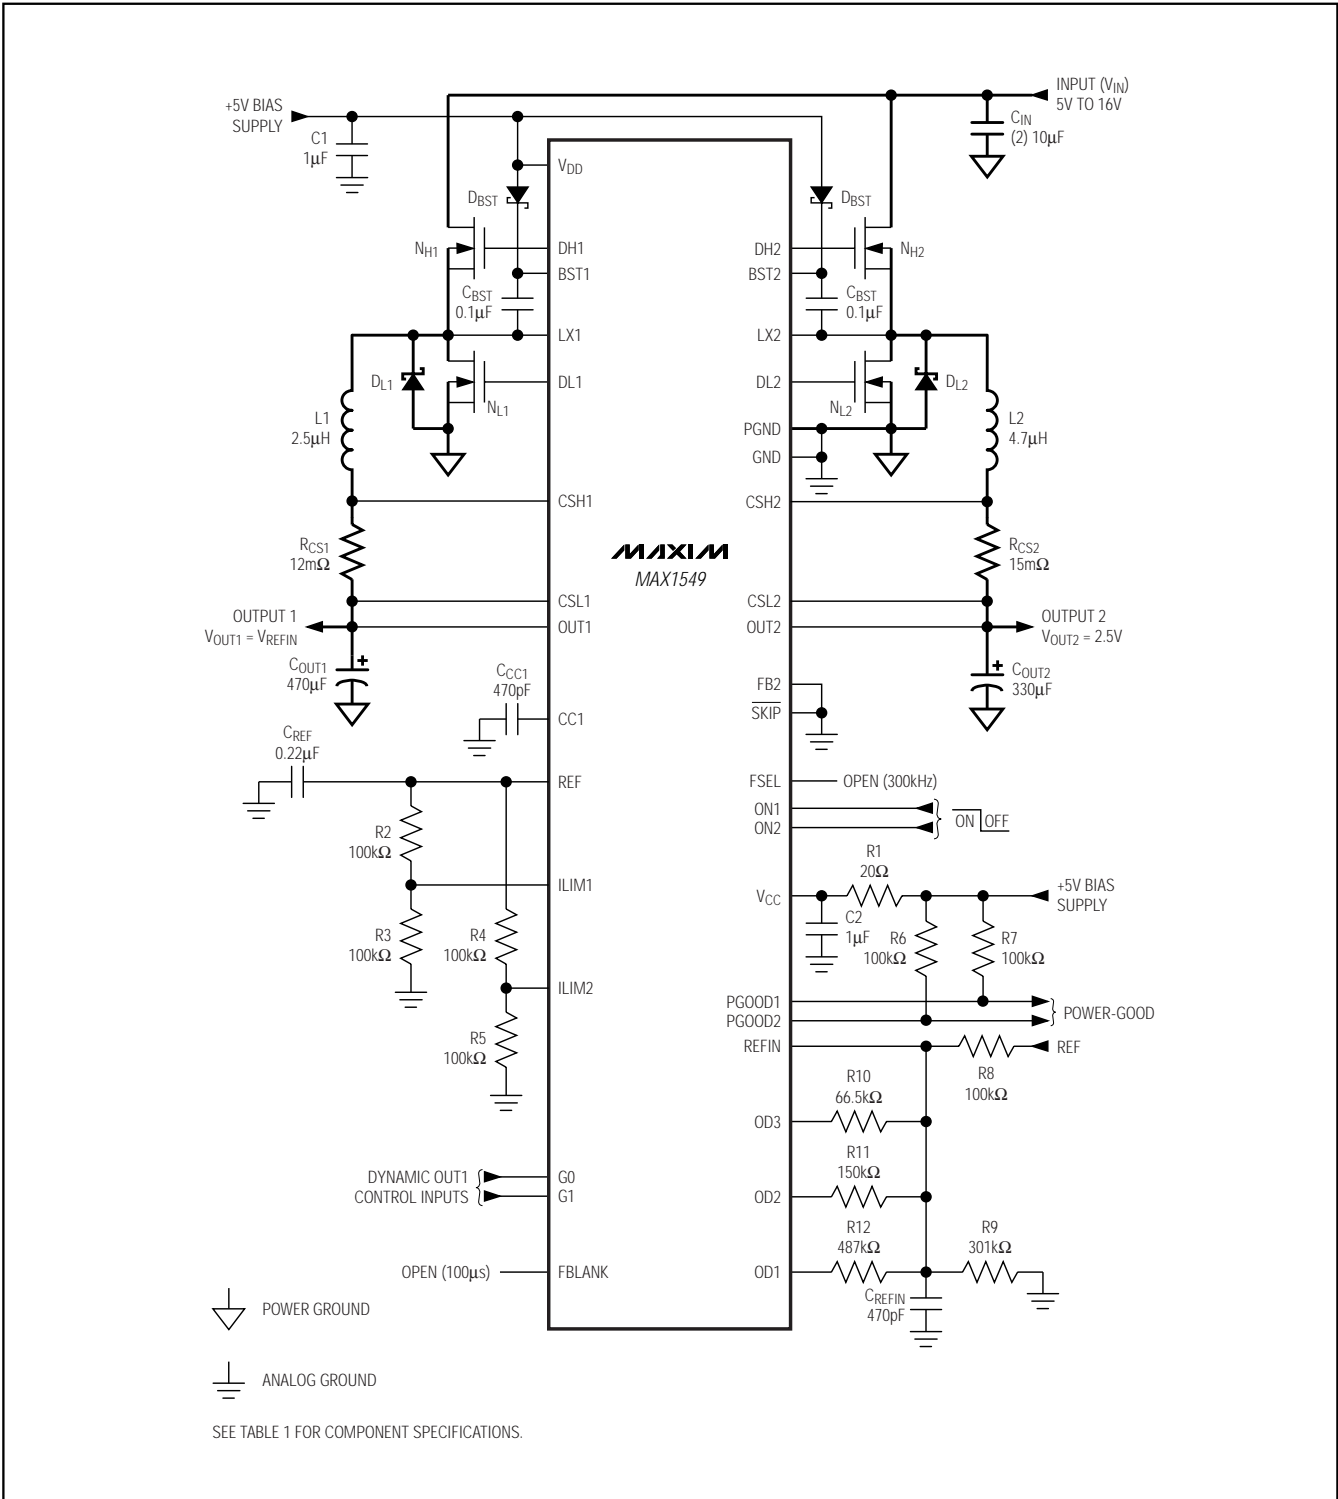 +5V BIAS
SUPPLY
C1
1µF
INPUT (VIN)
5V TO 16V
CIN
(2) 10µF
VDD
DBST
DBST
NH1
DH1
DH2
NH2
BST1
BST2
CBST
0.1µF
CBST
0.1µF
LX1
LX2
DL1
NL1
DL1
DL2
NL2
DL2
L1
2.5µH
PGND
GND
L2
4.7µH
CSH1
CSH2
RCS1
12mΩ
MAXIM
MAX1549
RCS2
15mΩ
CSL1
CSL2
OUTPUT 1
VOUT1 = VREFIN
OUT1
OUT2
OUTPUT 2
VOUT2 = 2.5V
COUT1
470µF
+
CCC1
470pF
CC1
FB2
SKIP
+
COUT2
330µF
CREF
0.22µF
REF
FSEL
OPEN (300kHz)
ON1
ON2
ON OFF
R2
100kΩ
ILIM1
R1
20Ω
VCC
+5V BIAS
SUPPLY
C2
1µF
R6
100kΩ
R7
100kΩ
R3
100kΩ
R4
100kΩ
ILIM2
PGOOD1
PGOOD2
POWER-GOOD
R5
100kΩ
REFIN
REF
R8
100kΩ
R10
66.5kΩ
OD3
R11
150kΩ
OD2
DYNAMIC OUT1
CONTROL INPUTS
G0
G1
R12
487kΩ
R9
301kΩ
OD1
OPEN (100µs)
FBLANK
CREFIN
470pF
POWER GROUND
ANALOG GROUND
SEE TABLE 1 FOR COMPONENT SPECIFICATIONS.